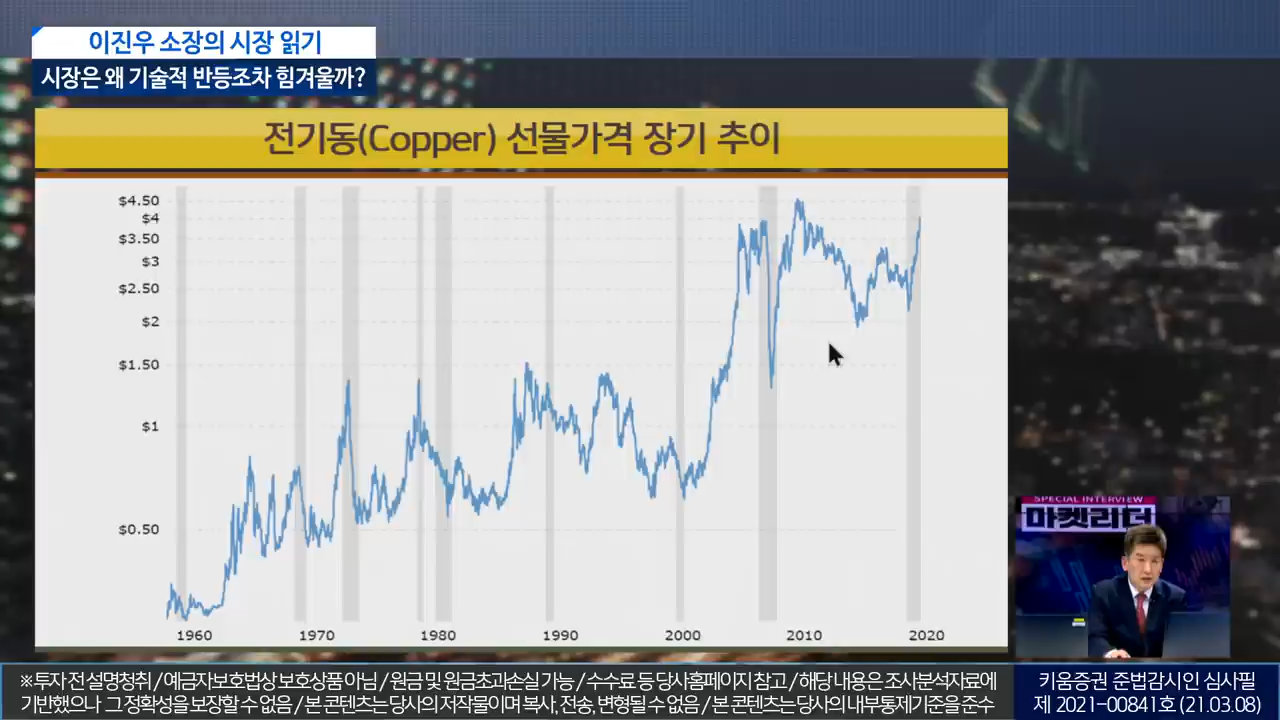 이진우 소장의 시장 읽기
시장은 왜 기술적 반등조차 힘겨울까?
전기동(Copper) 선물가격 장기 추이
$4.50
$4
$3.50
$3
$2.50
$2
$1.50
$1
$0.50
1960 1970 1980 1990 2000 2010 2020
SPECIAL INTERVIEW
마켓리더
※투자 전 설명청취 / 예금자보호법상 보호상품 아님 / 원금 및 원금초과손실 가능 / 수수료 등 당사홈페이지 참고 / 해당 내용은 조사분석자료에
기반했으나 그 정확성을 보장할 수 없음 / 본 콘텐츠는 당사의 저작물이며 복사, 전송, 변형될 수 없음 / 본 콘텐츠는 당사의 내부통제기준을 준수
키움증권 준법감시인 심사필
제 2021-00841호 (21.03.08)